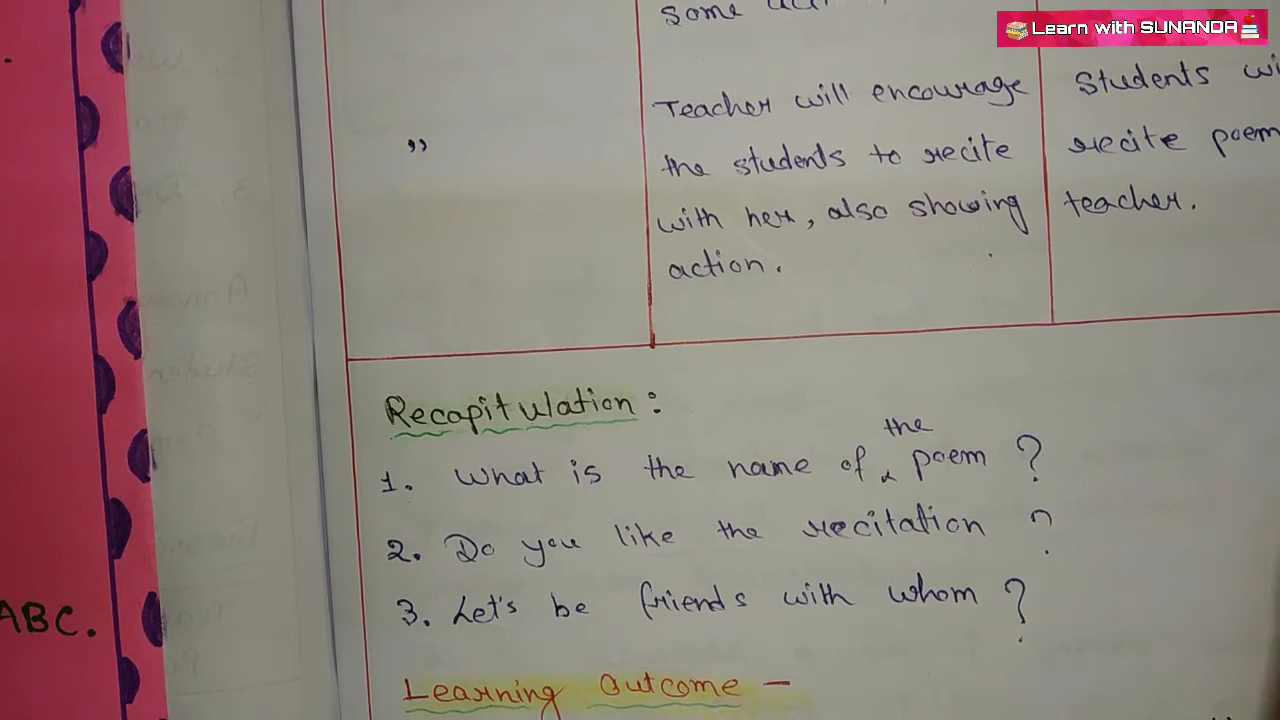 Learn with SUNANDA
some
Teacher will encourage
the students to recite
with her, also showing
action.
"
Students
recite poem
teacher.
Recapitulation :
1. What is the name of the poem ?
2. Do you like the recitation ?
3. Let's be friends with whom ?
Learning outcome -
ABC.